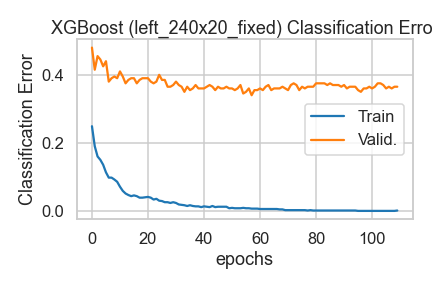 XGBoost (left_240x20_fixed) Classification Erro
Classification Error
0.4
0.2
0.0
Train
Valid.
0
20
40
60
80
100
epochs